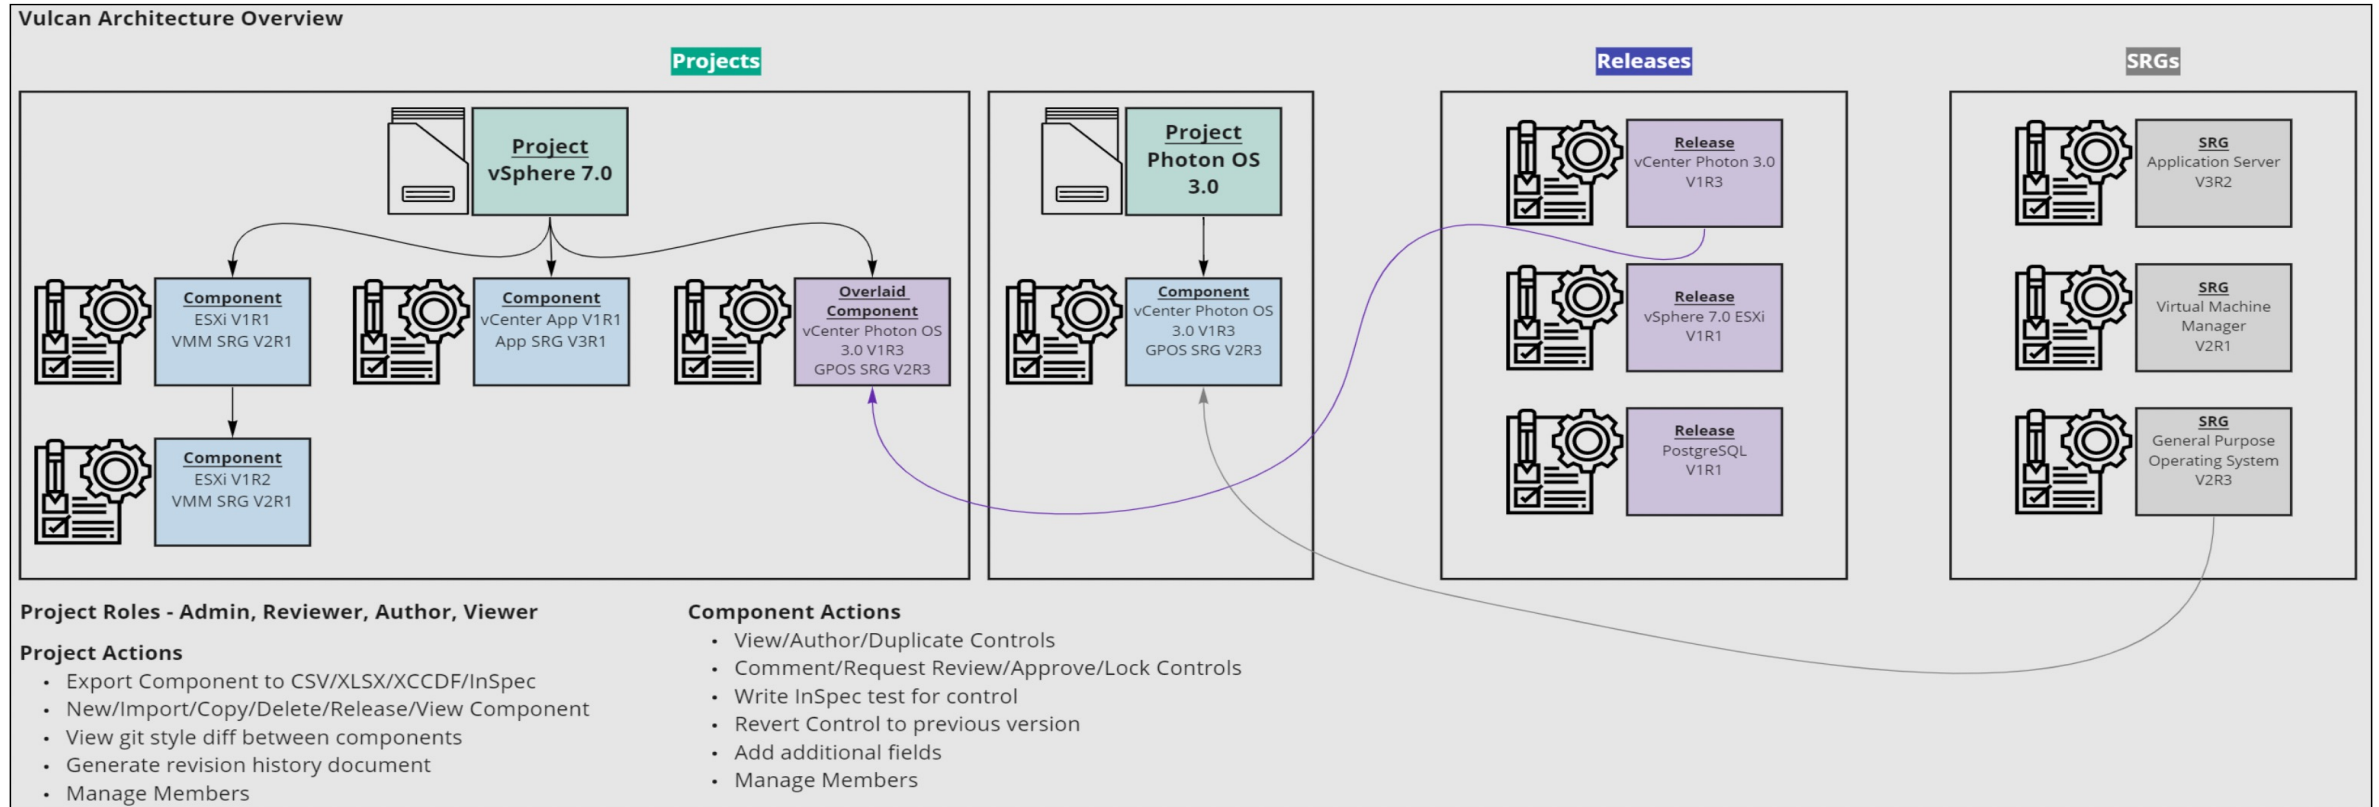 Vulcan Architecture Overview
Projects
Releases
SRGs
Project
vSphere 7.0
Component
ESXi V1R1
VMM SRG V2R1
Component
vCenter App V1R1
App SRG V3R1
Overlaid
Component
vCenter Photon OS
3.0 V1R3
GPOS SRG V2R3
Component
ESXi V1R2
VMM SRG V2R1
Project
Photon OS
3.0
Component
vCenter Photon OS
3.0 V1R3
GPOS SRG V2R3
Release
vCenter Photon 3.0
V1R3
Release
vSphere 7.0 ESXi
V1R1
Release
PostgreSQL
V1R1
SRG
Application Server
V3R2
SRG
Virtual Machine
Manager
V2R1
SRG
General Purpose
Operating System
V2R3
Project Roles - Admin, Reviewer, Author, Viewer
Project Actions
• Export Component to CSV/XLSX/XCCDF/InSpec
• New/Import/Copy/Delete/Release/View Component
• View git style diff between components
• Generate revision history document
• Manage Members
Component Actions
• View/Author/Duplicate Controls
• Comment/Request Review/Approve/Lock Controls
• Write InSpec test for control
• Revert Control to previous version
• Add additional fields
• Manage Members